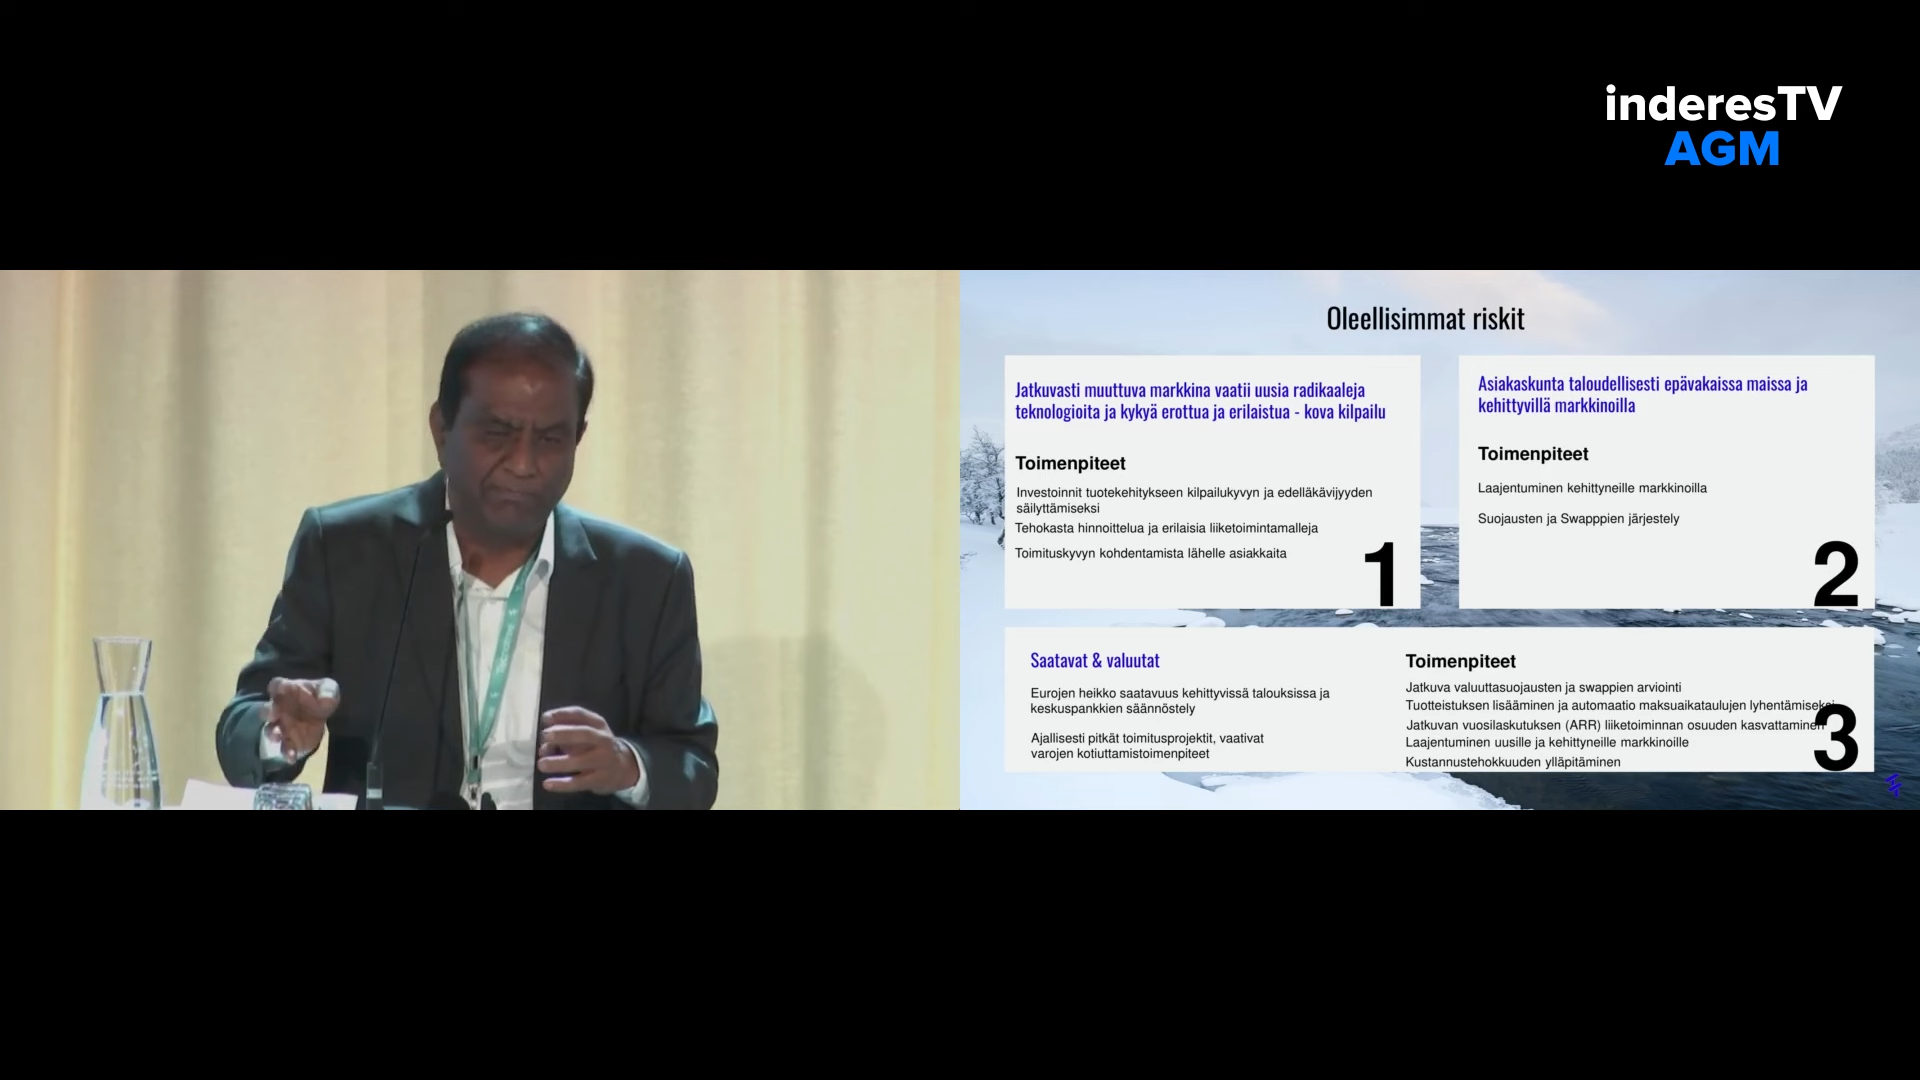 inderesTV
AGM
Oleellisimmat riskit
Jatkuvasti muuttuva markkina vaatii uusia radikaaleja
teknologioita ja kykyä erottua ja erilaistua - kova kilpailu
Toimenpiteet
Investoinnit tuotekehitykseen kilpailukyvyn ja edelläkävijyyden
säilyttämiseksi
Tehokasta hinnoittelua ja erilaisia liiketoimintamalleja
Toimituskyvyn kohdentamista lähelle asiakkaita
1
Asiakaskunta taloudellisesti epävakaissa maissa ja
kehittyvillä markkinoilla
Toimenpiteet
Laajentuminen kehittyneille markkinoilla
Suojausten ja Swapppien järjestely
2
Saatavat & valuutat
Eurojen heikko saatavuus kehittyvissä talouksissa ja
keskuspankkien säännöstely
Ajallisesti pitkät toimitusprojektit, vaativat
varojen kotiuttamistoimenpiteet
Toimenpiteet
Jatkuva valuuttasuojausten ja swappien arviointi
Tuotteistuksen lisääminen ja automaatio maksuaikataulujen lyhentämiseksi
Jatkuvan vuosilaskutuksen (ARR) liiketoiminnan osuuden kasvattaminen
Laajentuminen uusille ja kehittyneille markkinoille
Kustannustehokkuuden ylläpitäminen
3